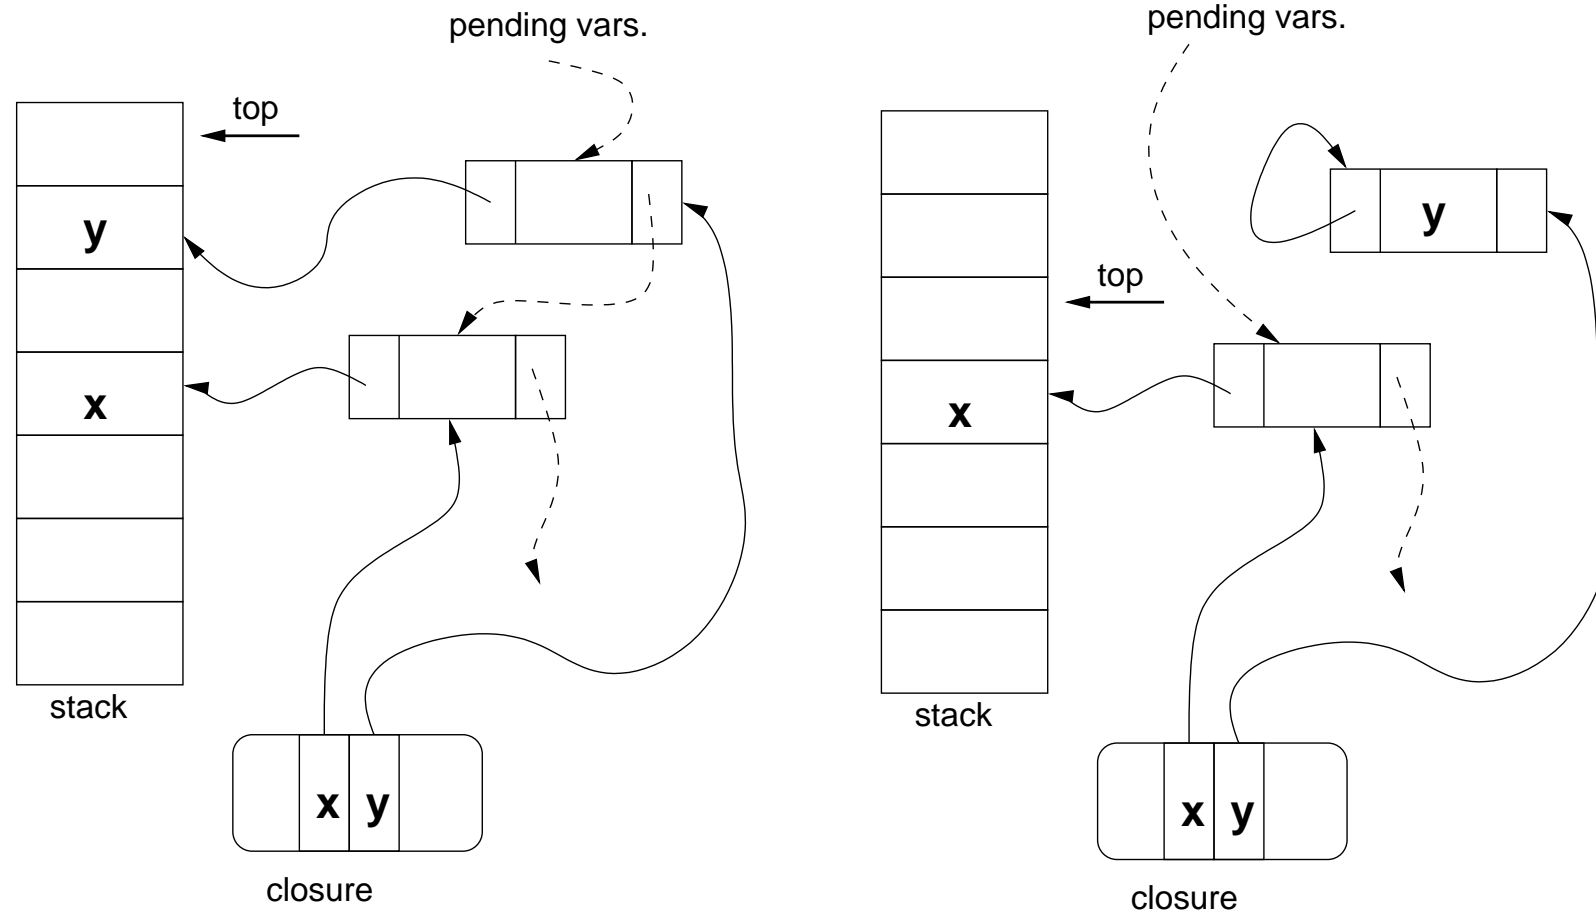 pending vars.
top
y
x
stack
x y
closure
pending vars.
y
top
x
stack
x y
closure